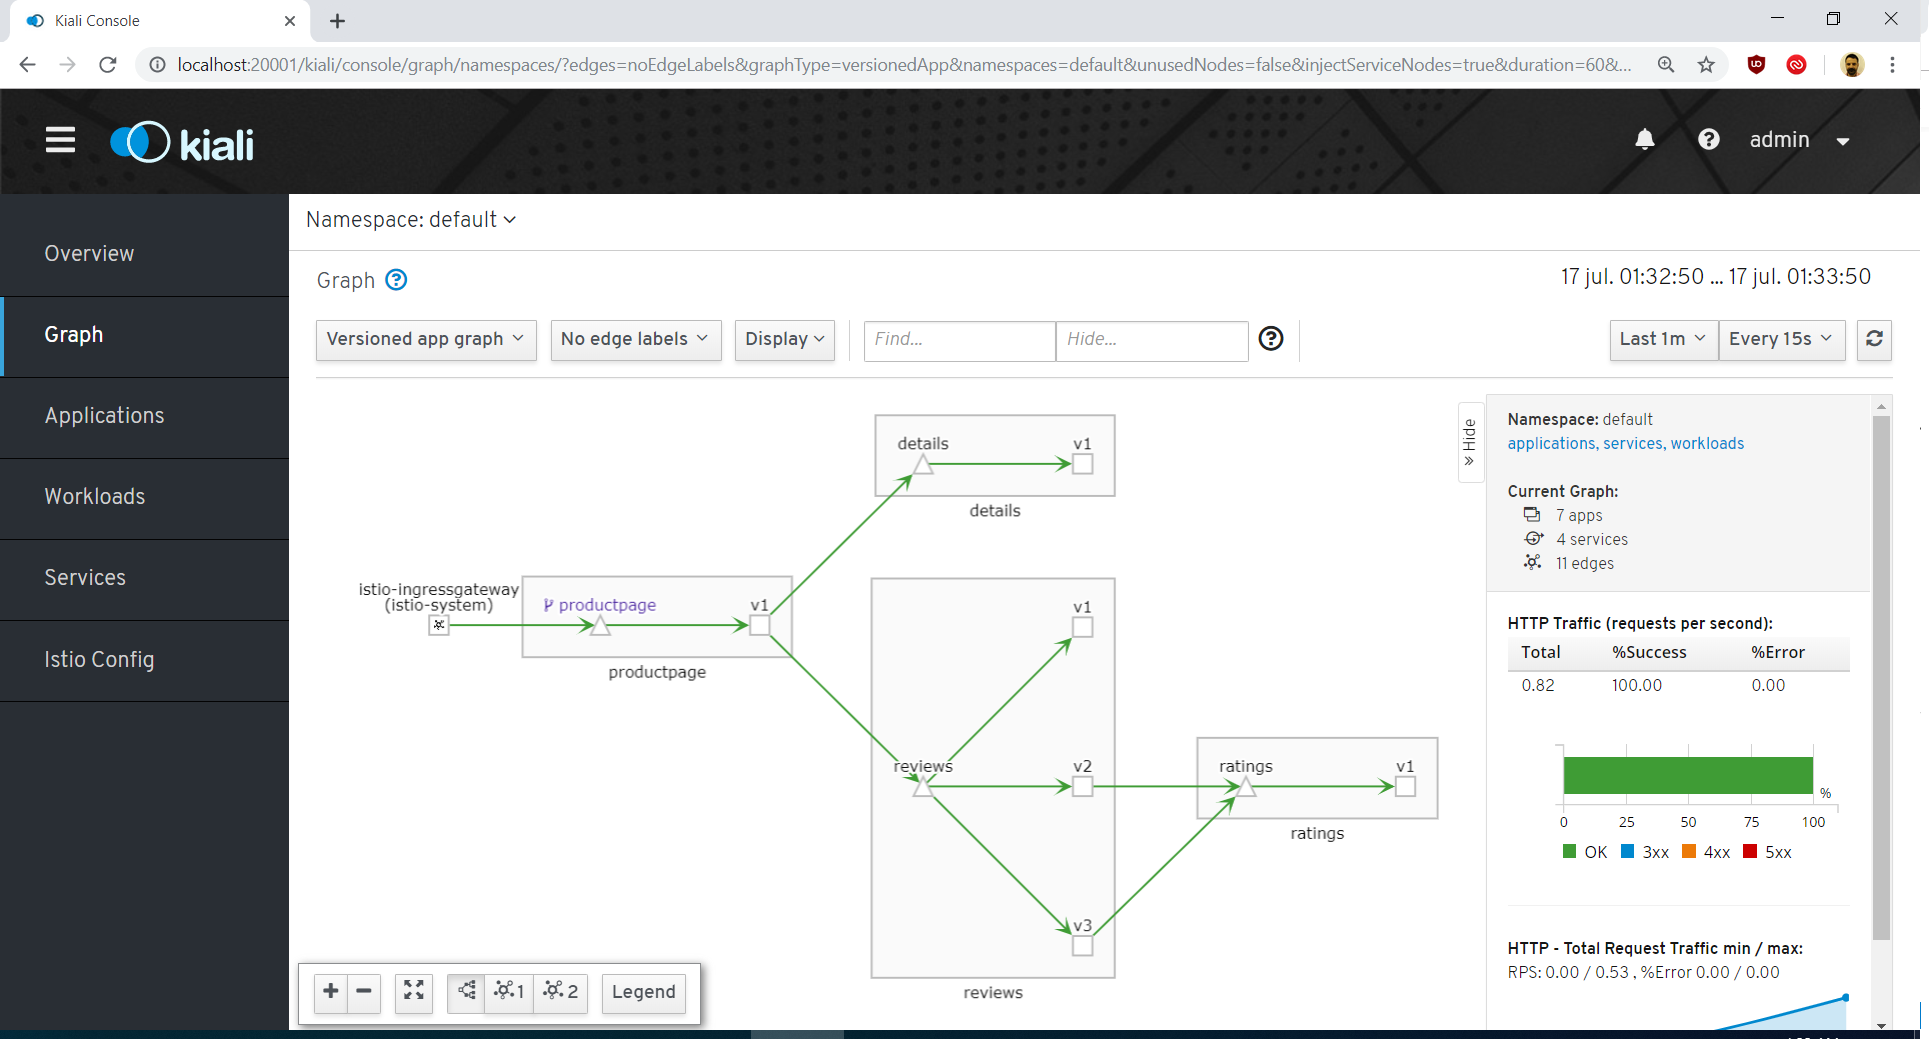 Kiali Console
localhost:20001/kiali/console/graph/namespaces/?edges=noEdgeLabels&graphType=versionedApp&namespaces=default&unusedNodes=false&injectServiceNodes=true&duration=60&...
kiali
admin
Namespace: default
Overview
Graph
Applications
Workloads
Services
Istio Config
Graph
17 jul. 01:32:50 ... 17 jul. 01:33:50
Versioned app graph
No edge labels
Display
Find...
Hide...
Last 1m
Every 15s
details
v1
details
istio-ingressgateway
(istio-system)
productpage
v1
productpage
v1
reviews
v2
v3
reviews
ratings
v1
ratings
Hide
Namespace: default
applications, services, workloads
Current Graph:
7 apps
4 services
11 edges
HTTP Traffic (requests per second):
Total %Success %Error
0.82 100.00 0.00
%
0 25 50 75 100
OK 3xx 4xx 5xx
HTTP - Total Request Traffic min / max:
RPS: 0.00 / 0.53 , %Error 0.00 / 0.00
1
2
Legend